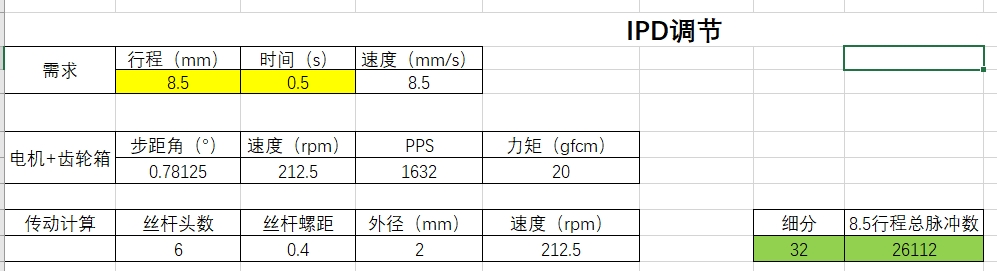 IPD调节
需求 行程（mm） 时间（s） 速度（mm/s）
8.5 0.5 8.5
电机+齿轮箱 步距角（°） 速度（rpm） PPS 力矩（gfcm）
0.78125 212.5 1632 20
传动计算 丝杆头数 丝杆螺距 外径（mm） 速度（rpm） 细分 8.5行程总脉冲数
6 0.4 2 212.5 32 26112